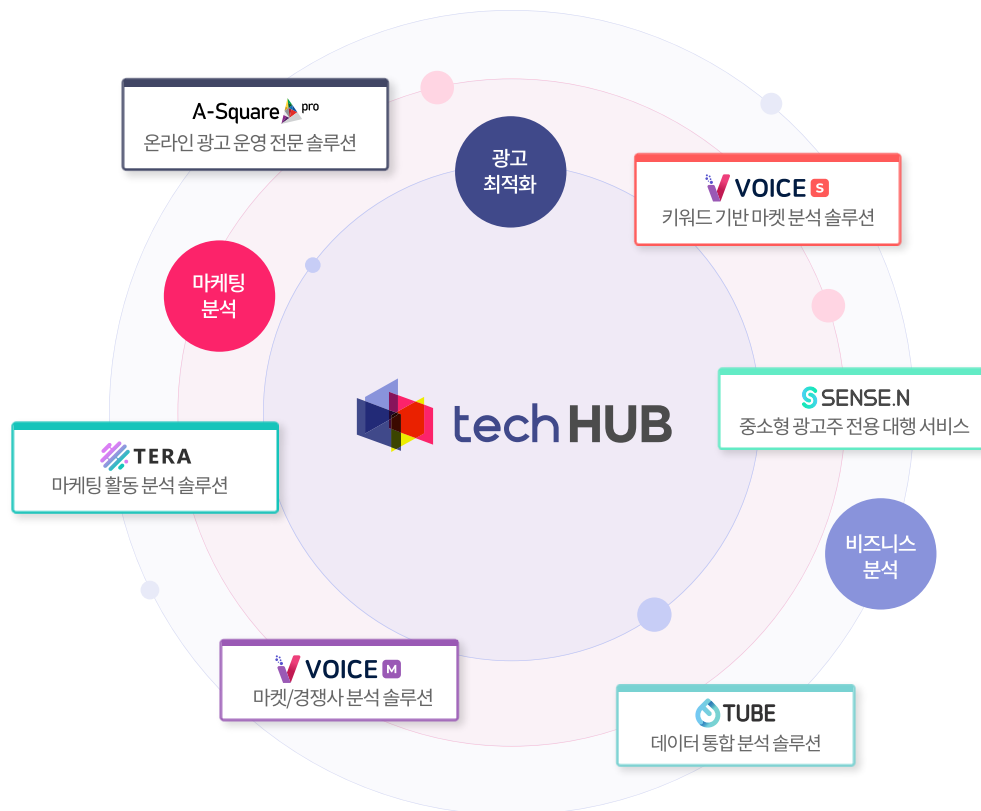 A-Square pro
온라인 광고 운영 전문 솔루션
광고
최적화
VOICE S
키워드 기반 마켓 분석 솔루션
마케팅
분석
tech HUB
SENSE.N
중소형 광고주 전용 대행 서비스
TERA
마케팅 활동 분석 솔루션
비즈니스
분석
VOICE M
마켓/경쟁사 분석 솔루션
TUBE
데이터 통합 분석 솔루션